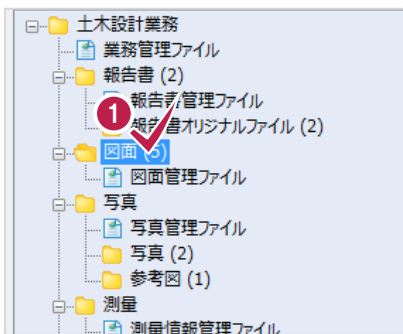 土木設計業務
業務管理ファイル
報告書 (2)
報告書管理ファイル
1
報告書オリジナルファイル (2)
図面 (5)
図面管理ファイル
写真
写真管理ファイル
写真 (2)
参考図 (1)
測量
測量情報管理ファイル